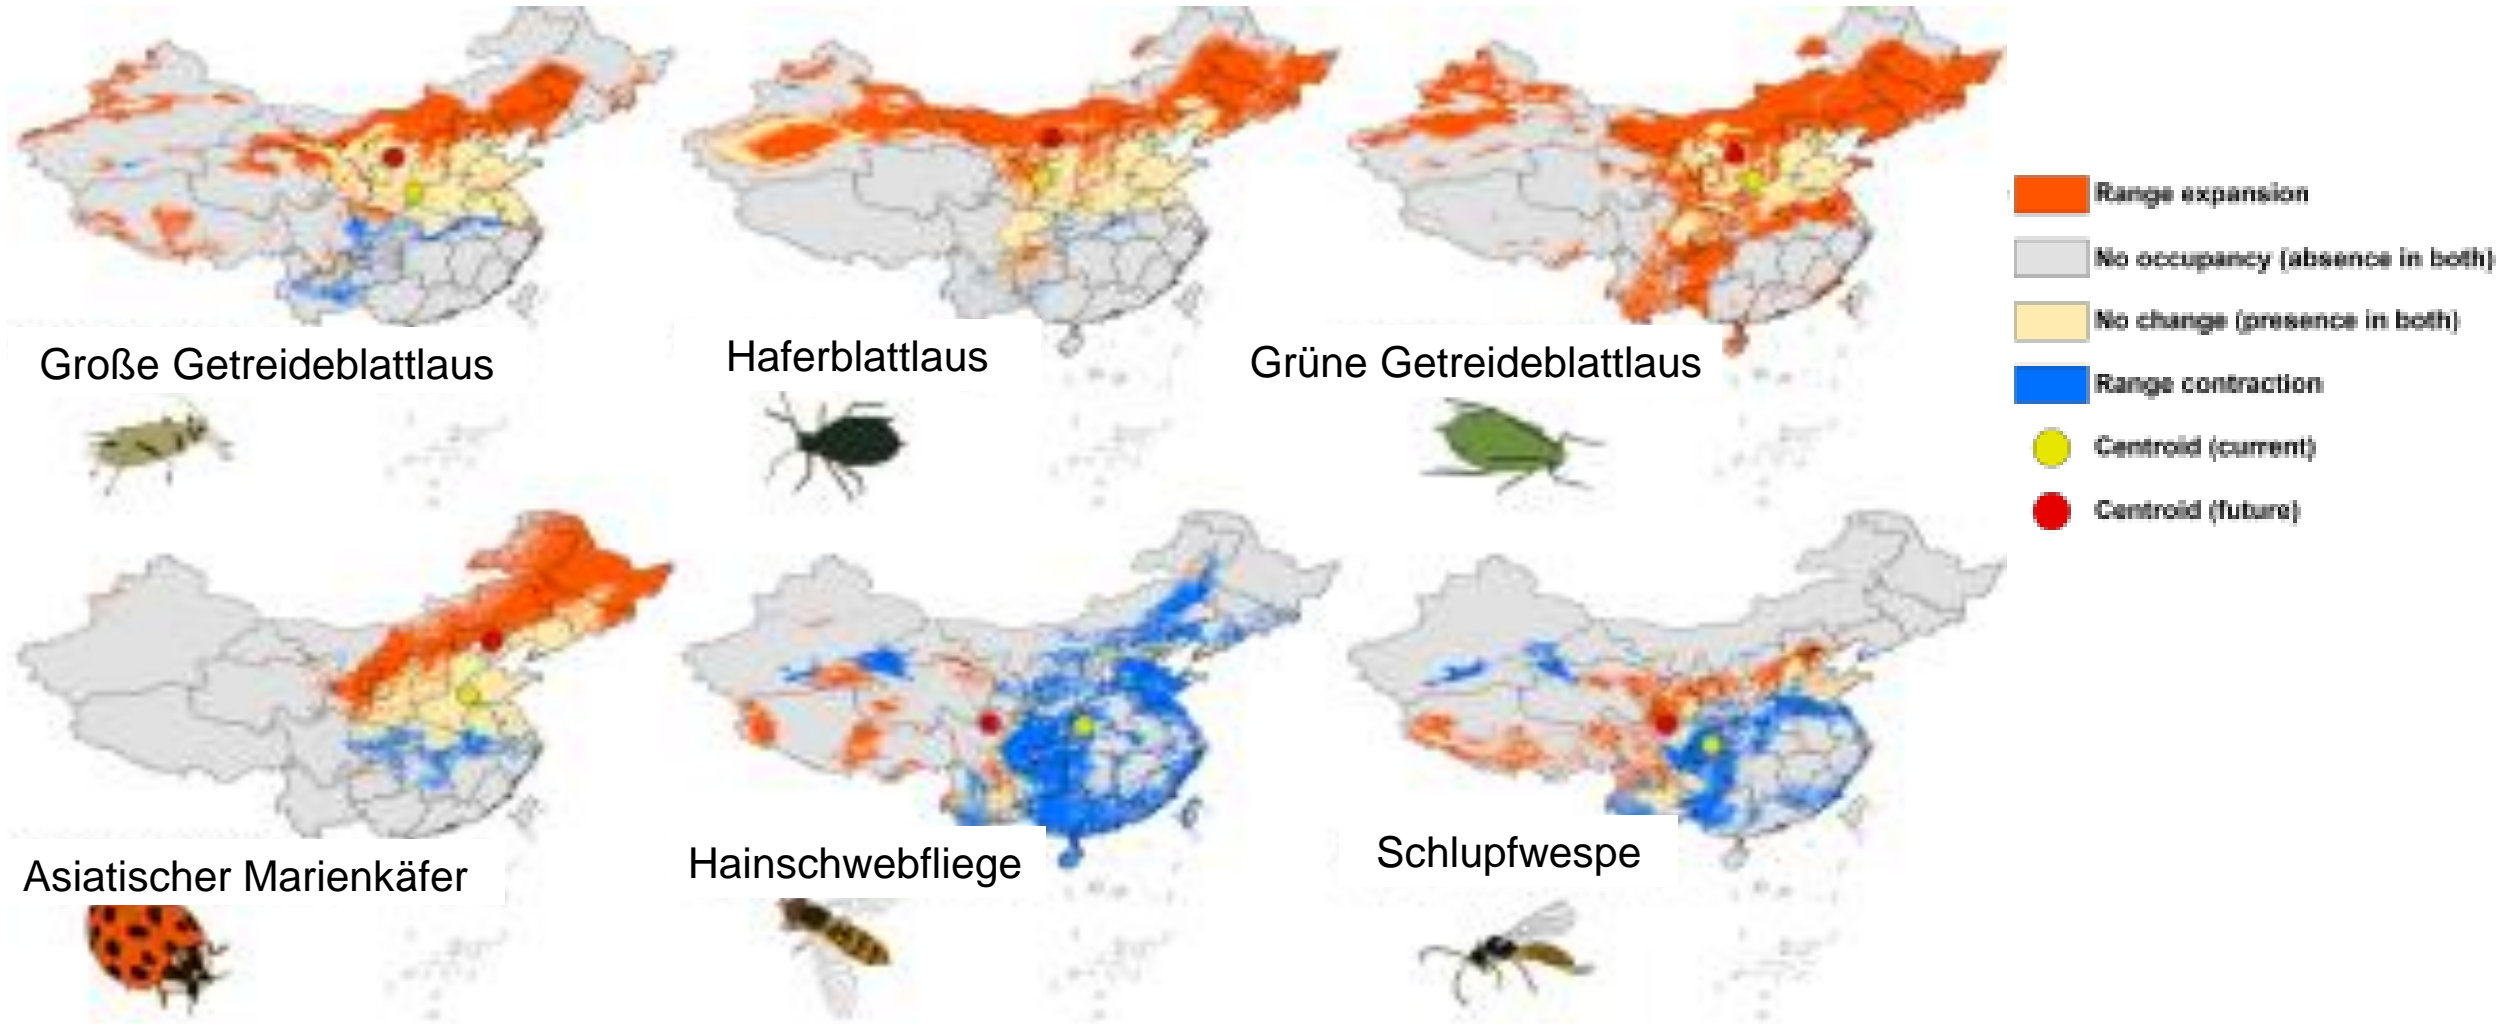 Große Getreideblattlaus
Haferblattlaus
Grüne Getreideblattlaus
Range expansion
No occupancy (absence in both)
No change (presence in both)
Range contraction
Centroid (current)
Centroid (future)
Asiatischer Marienkäfer
Hainschwebfliege
Schlupfwespe